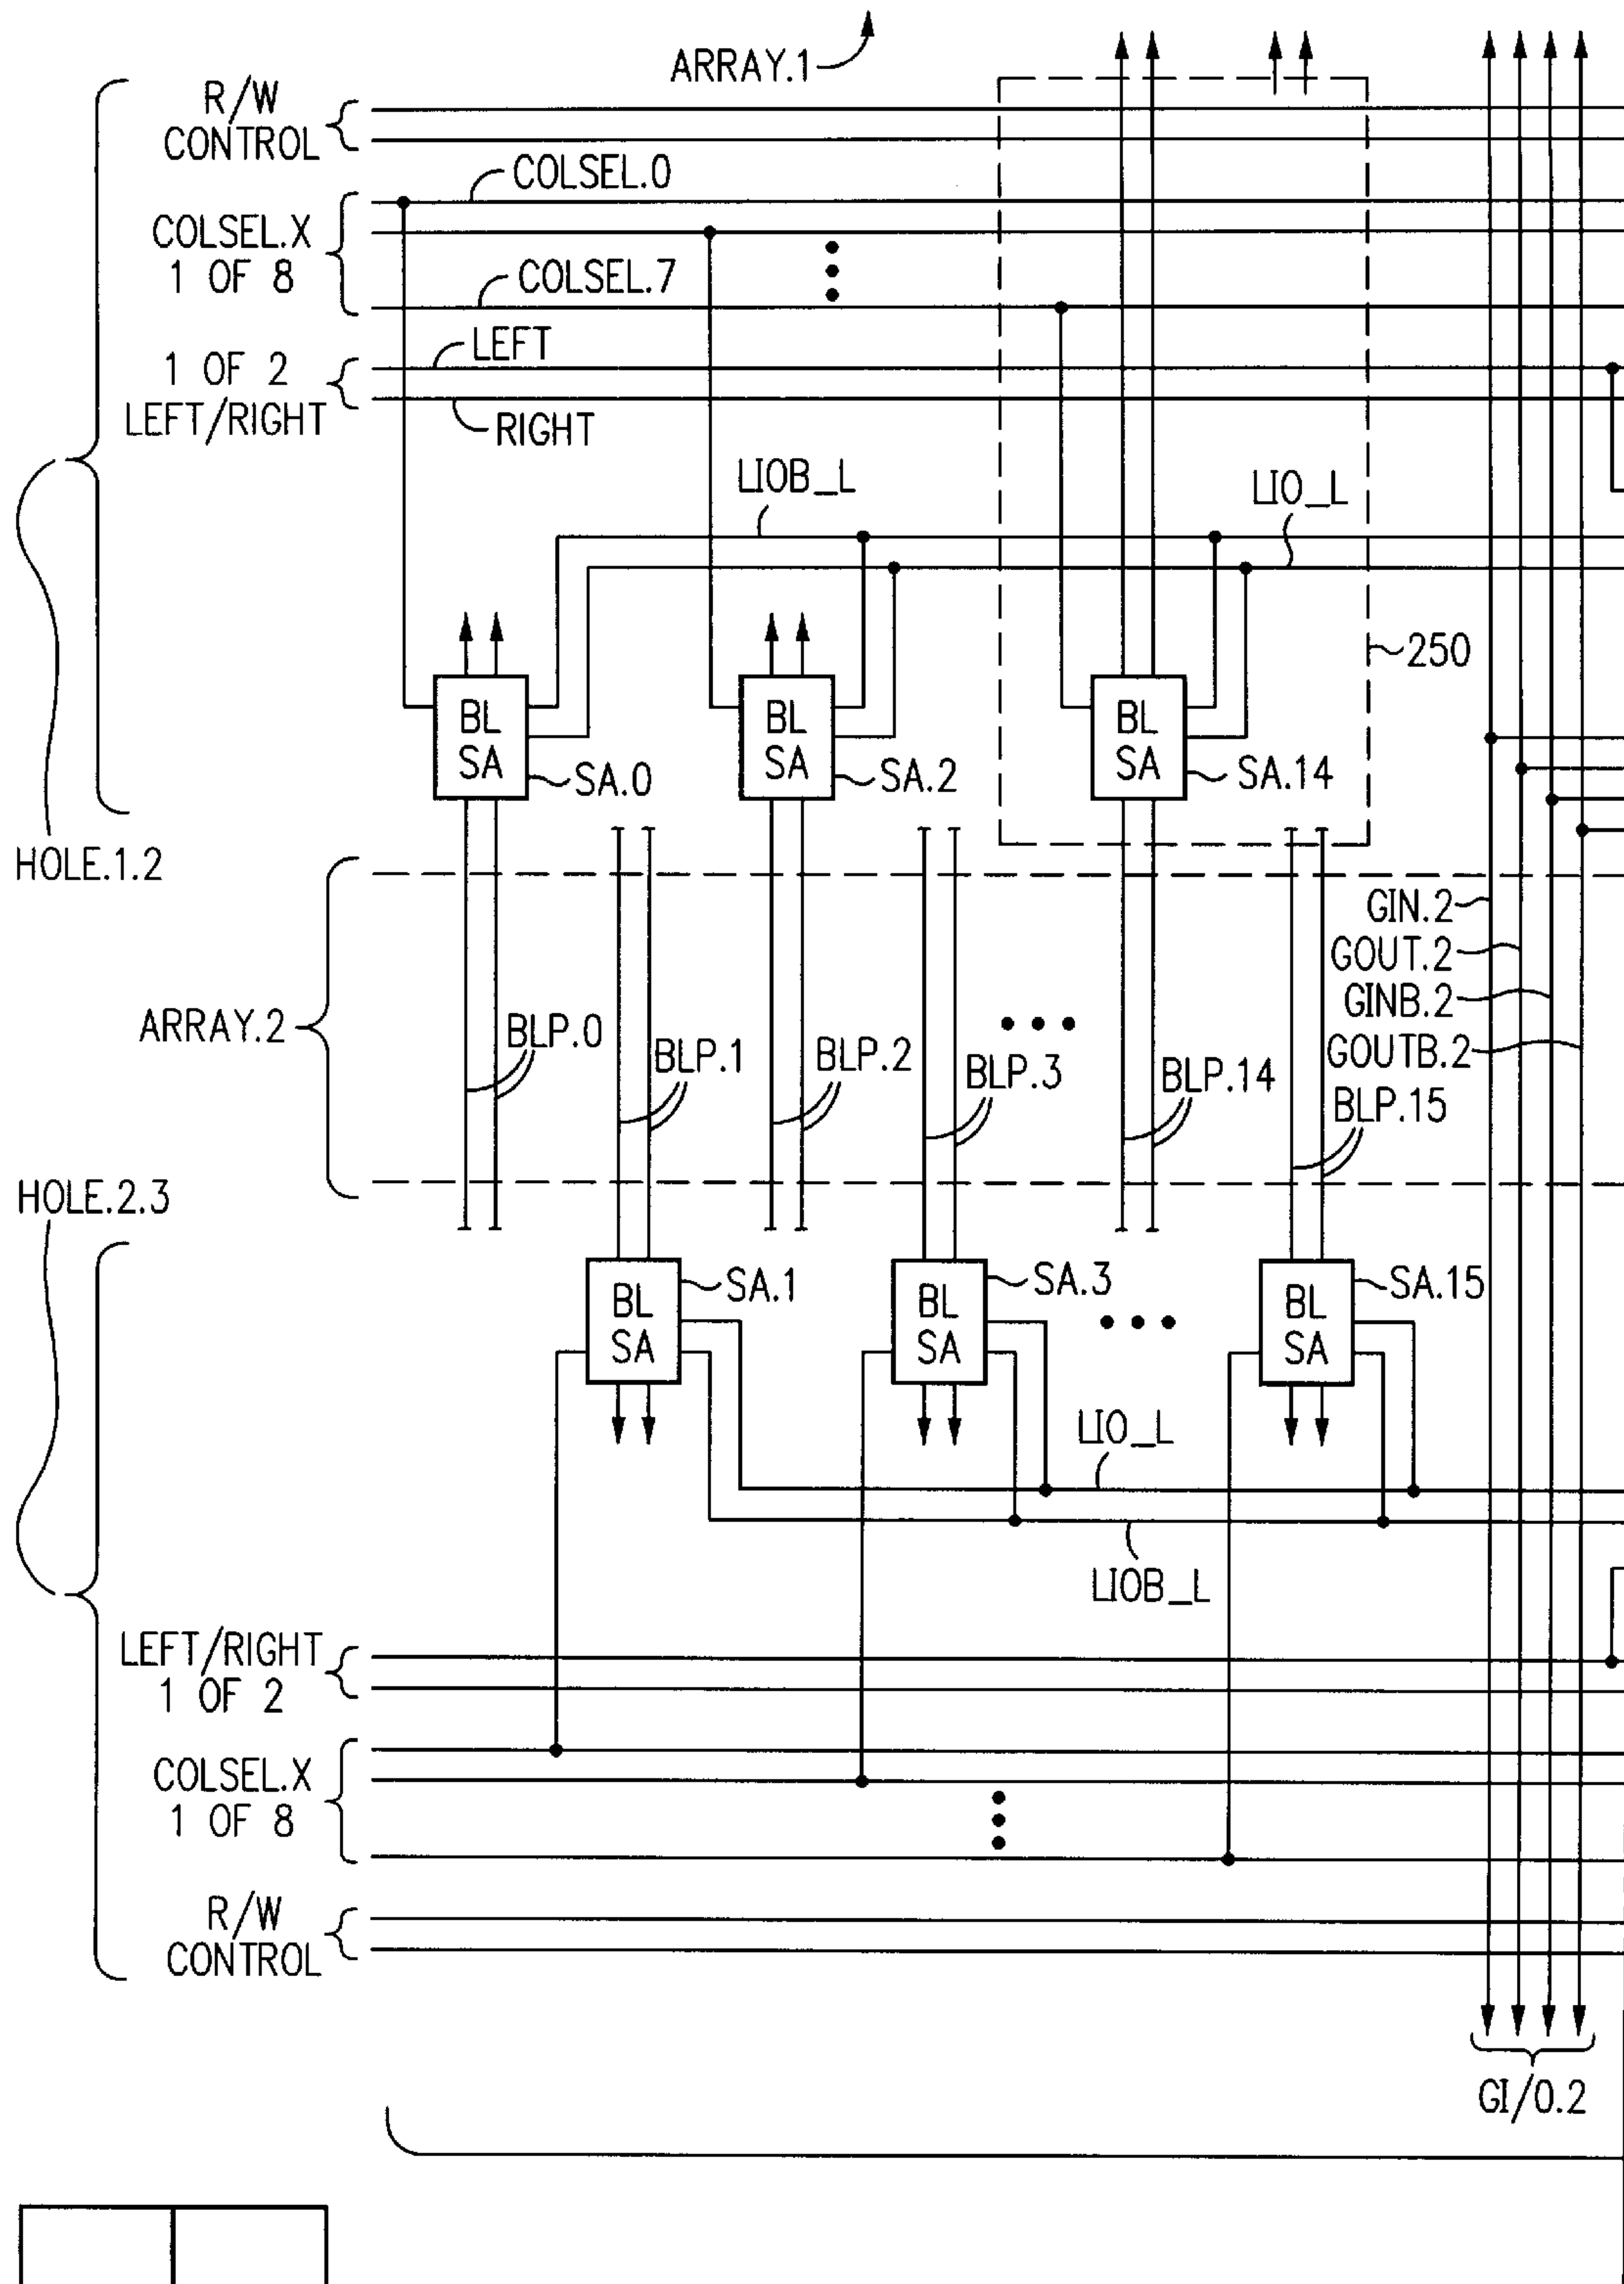 ARRAY.1
R/W
CONTROL
COLSEL.0
COLSEL.X
1 OF 8
COLSEL.7
LEFT
1 OF 2
LEFT/RIGHT
RIGHT
LIOB_L
LIO_L
250
BL
SA
SA.0
BL
SA
SA.2
BL
SA
SA.14
HOLE.1.2
GIN.2
GOUT.2
GINB.2
GOUTB.2
ARRAY.2
BLP.0
BLP.1
BLP.2
BLP.3
BLP.14
BLP.15
HOLE.2.3
BL
SA
SA.1
BL
SA
SA.3
BL
SA
SA.15
LIO_L
LIOB_L
LEFT/RIGHT
1 OF 2
COLSEL.X
1 OF 8
R/W
CONTROL
GI/O.2